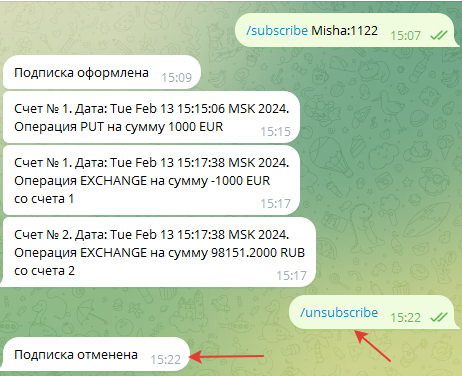 /subscribe Misha:1122 15:07
Подписка оформлена 15:09
Счет № 1. Дата: Tue Feb 13 15:15:06 MSK 2024.
Операция PUT на сумму 1000 EUR
15:15
Счет № 1. Дата: Tue Feb 13 15:17:38 MSK 2024.
Операция EXCHANGE на сумму -1000 EUR
со счета 1
15:17
Счет № 2. Дата: Tue Feb 13 15:17:38 MSK 2024.
Операция EXCHANGE на сумму 98151.2000 RUB
со счета 2
15:17
/unsubscribe 15:22
Подписка отменена 15:22